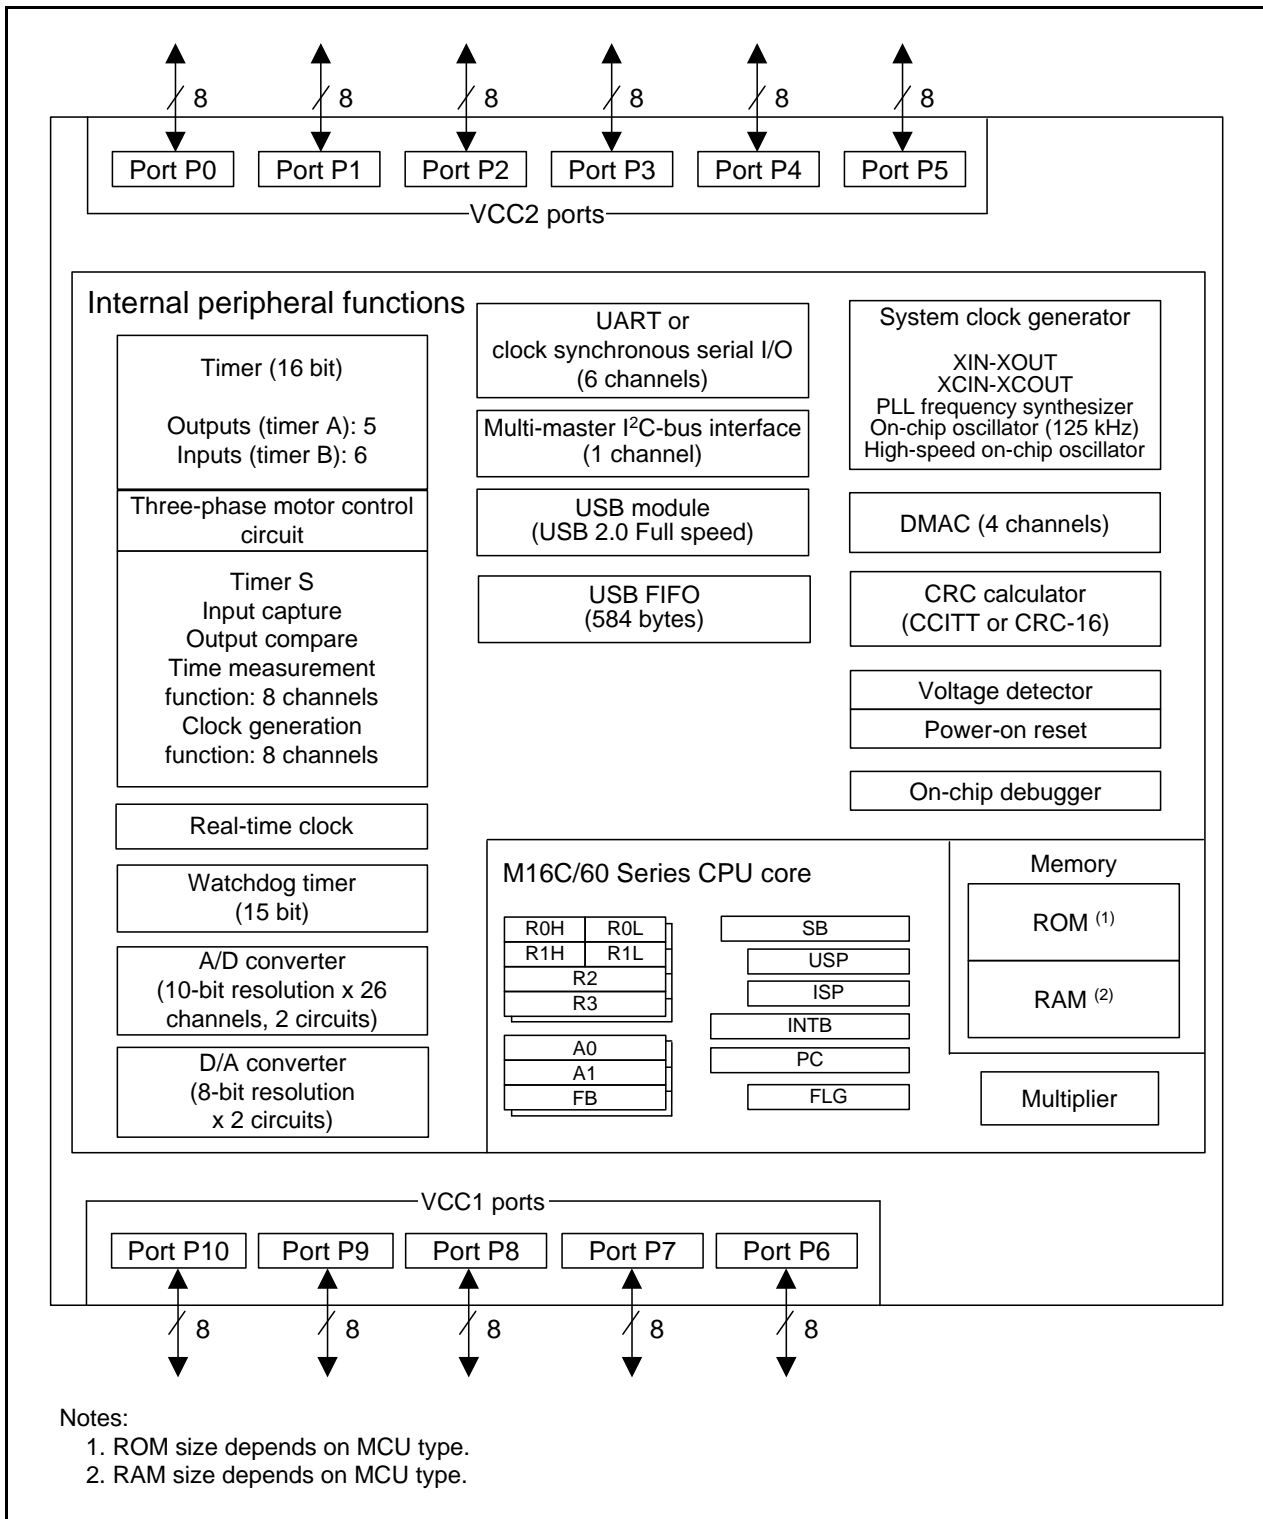 8 8 8 8 8 8
Port P0 Port P1 Port P2 Port P3 Port P4 Port P5
VCC2 ports
Internal peripheral functions
Timer (16 bit)
Outputs (timer A): 5
Inputs (timer B): 6
Three-phase motor control
circuit
Timer S
Input capture
Output compare
Time measurement
function: 8 channels
Clock generation
function: 8 channels
Real-time clock
Watchdog timer
(15 bit)
A/D converter
(10-bit resolution x 26
channels, 2 circuits)
D/A converter
(8-bit resolution
x 2 circuits)
UART or
clock synchronous serial I/O
(6 channels)
Multi-master I²C-bus interface
(1 channel)
USB module
(USB 2.0 Full speed)
USB FIFO
(584 bytes)
System clock generator
XIN-XOUT
XCIN-XCOUT
PLL frequency synthesizer
On-chip oscillator (125 kHz)
High-speed on-chip oscillator
DMAC (4 channels)
CRC calculator
(CCITT or CRC-16)
Voltage detector
Power-on reset
On-chip debugger
M16C/60 Series CPU core
R0H R0L
R1H R1L
R2
R3
A0
A1
FB
SB
USP
ISP
INTB
PC
FLG
Memory
ROM (1)
RAM (2)
Multiplier
VCC1 ports
Port P10 Port P9 Port P8 Port P7 Port P6
8 8 8 8 8
Notes:
1. ROM size depends on MCU type.
2. RAM size depends on MCU type.